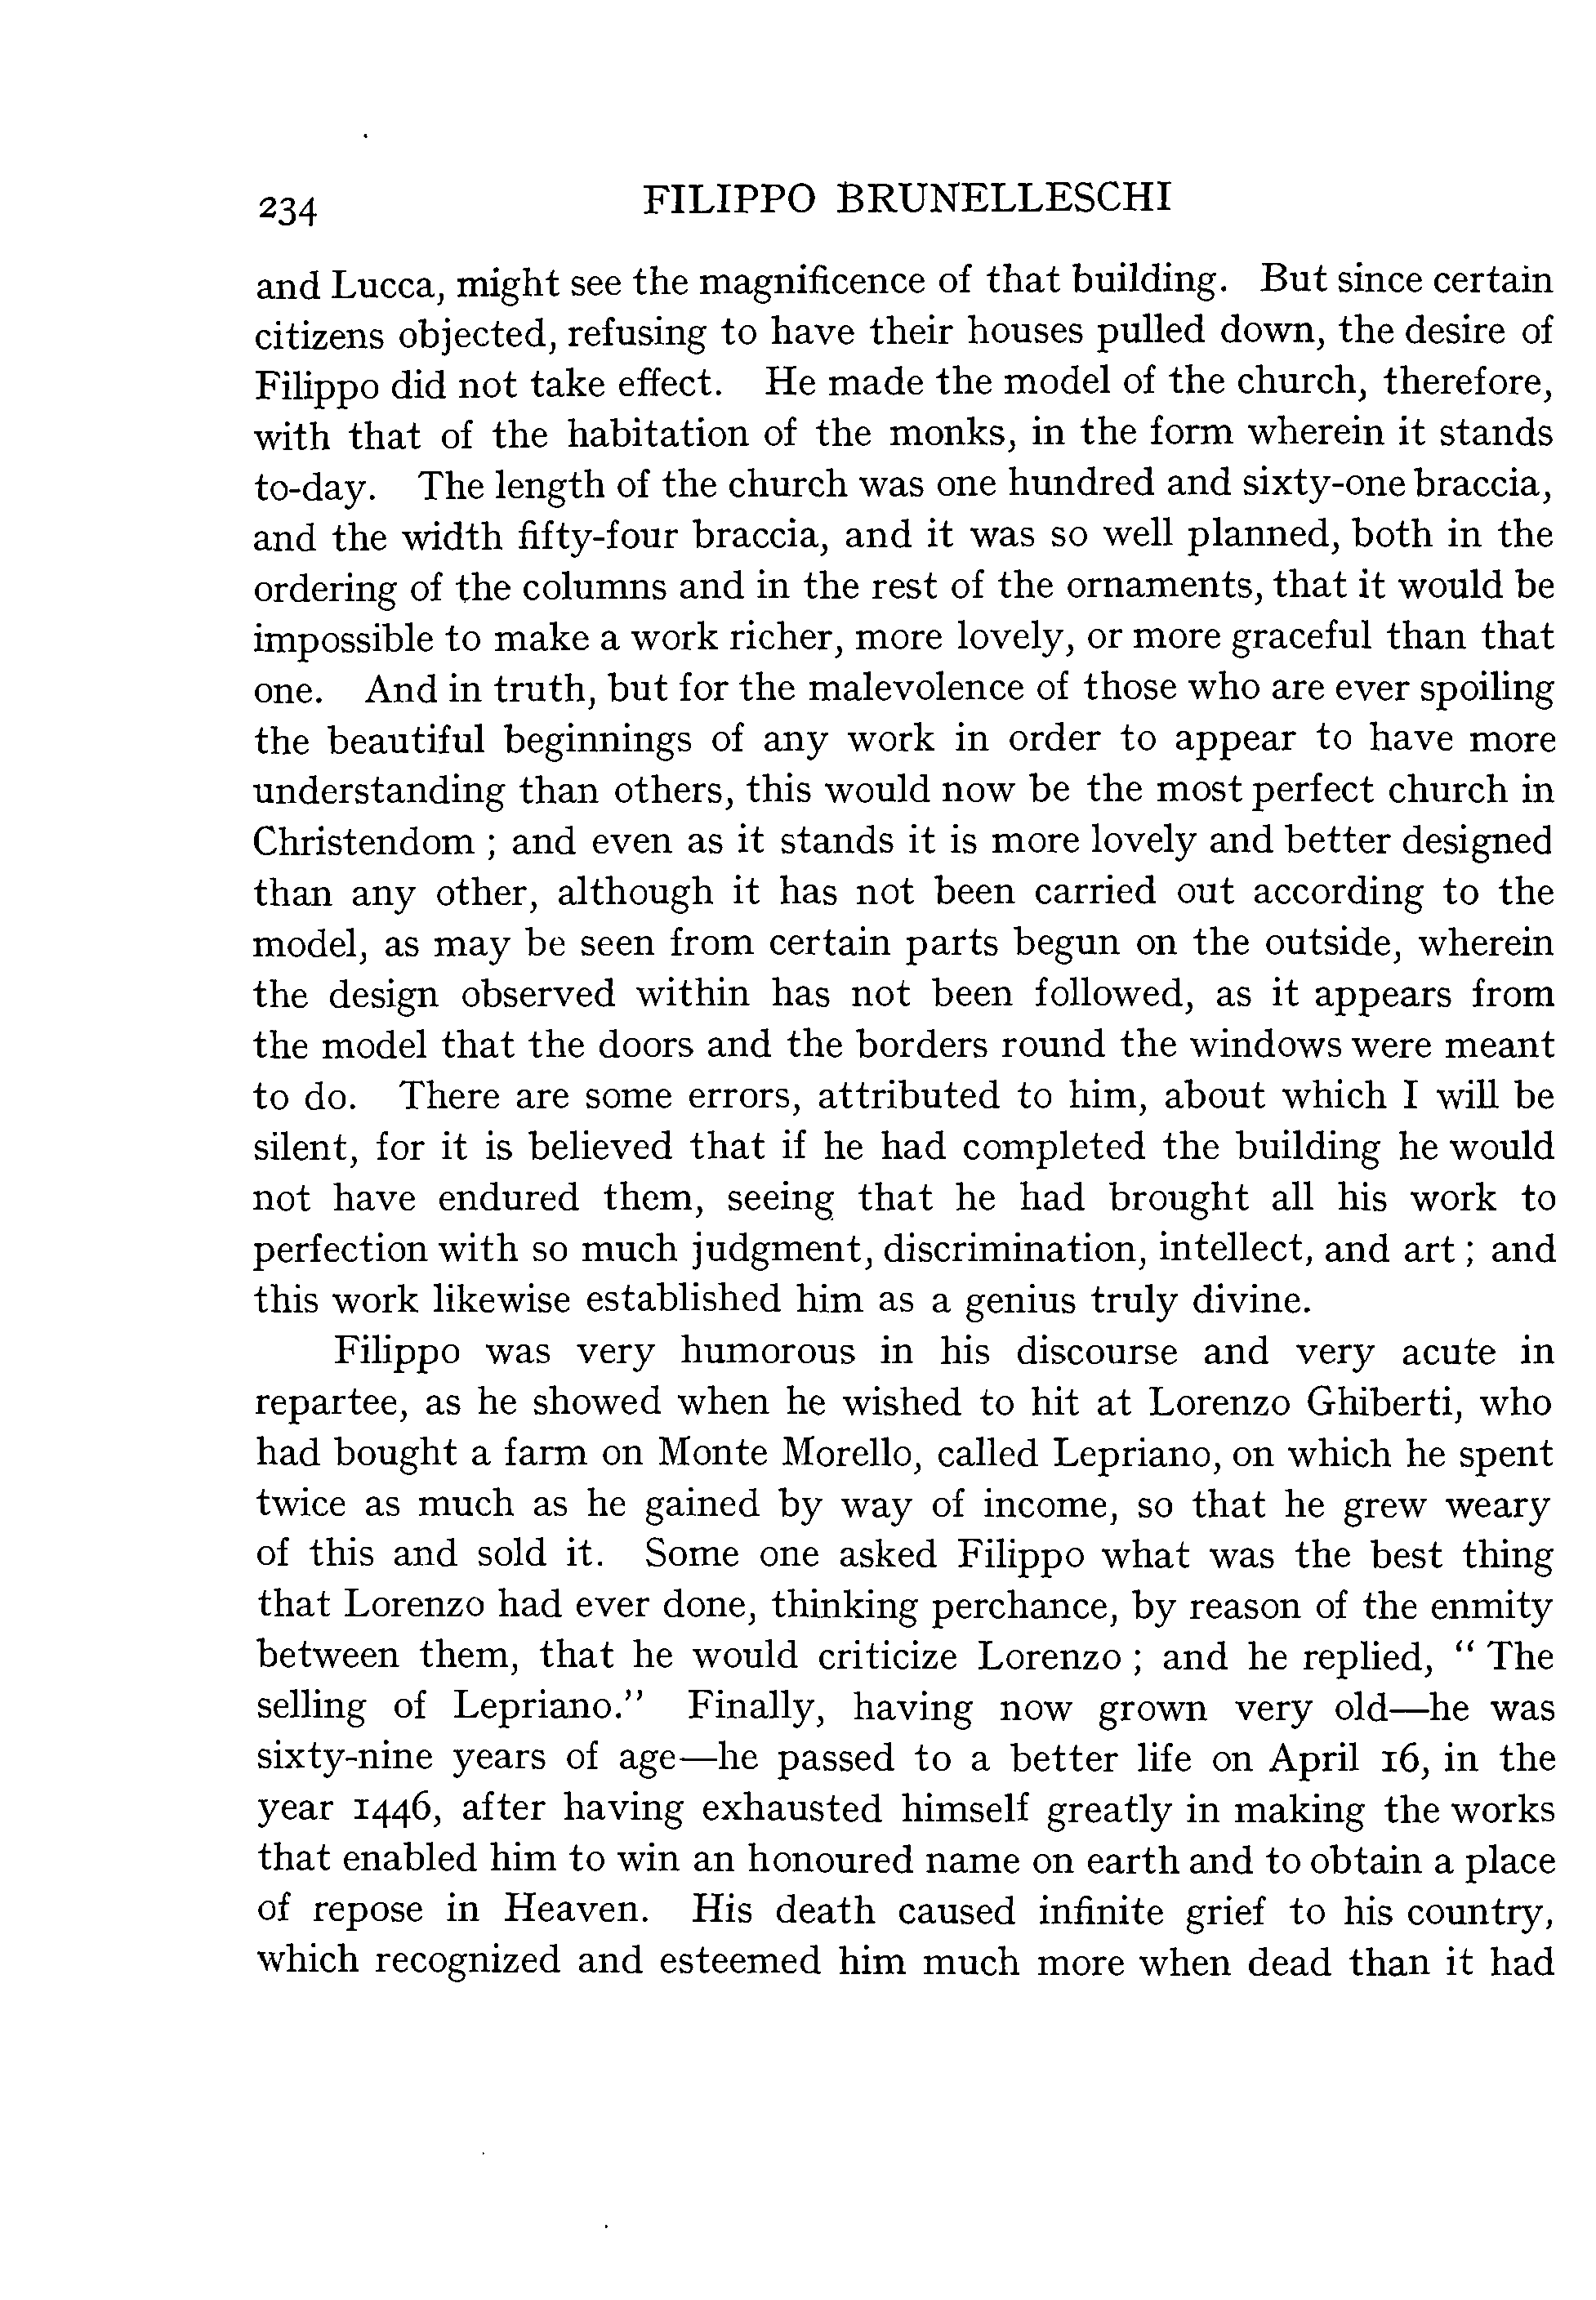 234 FILIPPO BRUNELLESCHI
and Lucca, might see the magnificence of that building. But since certain
citizens objected, refusing to have their houses pulled down, the desire of
Filippo did not take effect. He made the model of the church, therefore,
with that of the habitation of the monks, in the form wherein it stands
to-day. The length of the church was one hundred and sixty-one braccia,
and the width fifty-four braccia, and it was so well planned, both in the
ordering of the columns and in the rest of the ornaments, that it would be
impossible to make a work richer, more lovely, or more graceful than that
one. And in truth, but for the malevolence of those who are ever spoiling
the beautiful beginnings of any work in order to appear to have more
understanding than others, this would now be the most perfect church in
Christendom ; and even as it stands it is more lovely and better designed
than any other, although it has not been carried out according to the
model, as may be seen from certain parts begun on the outside, wherein
the design observed within has not been followed, as it appears from
the model that the doors and the borders round the windows were meant
to do. There are some errors, attributed to him, about which I will be
silent, for it is believed that if he had completed the building he would
not have endured them, seeing that he had brought all his work to
perfection with so much judgment, discrimination, intellect, and art ; and
this work likewise established him as a genius truly divine.
Filippo was very humorous in his discourse and very acute in
repartee, as he showed when he wished to hit at Lorenzo Ghiberti, who
had bought a farm on Monte Morello, called Lepriano, on which he spent
twice as much as he gained by way of income, so that he grew weary
of this and sold it. Some one asked Filippo what was the best thing
that Lorenzo had ever done, thinking perchance, by reason of the enmity
between them, that he would criticize Lorenzo ; and he replied, “ The
selling of Lepriano.” Finally, having now grown very old—he was
sixty-nine years of age—he passed to a better life on April 16, in the
year 1446, after having exhausted himself greatly in making the works
that enabled him to win an honoured name on earth and to obtain a place
of repose in Heaven. His death caused infinite grief to his country,
which recognized and esteemed him much more when dead than it had